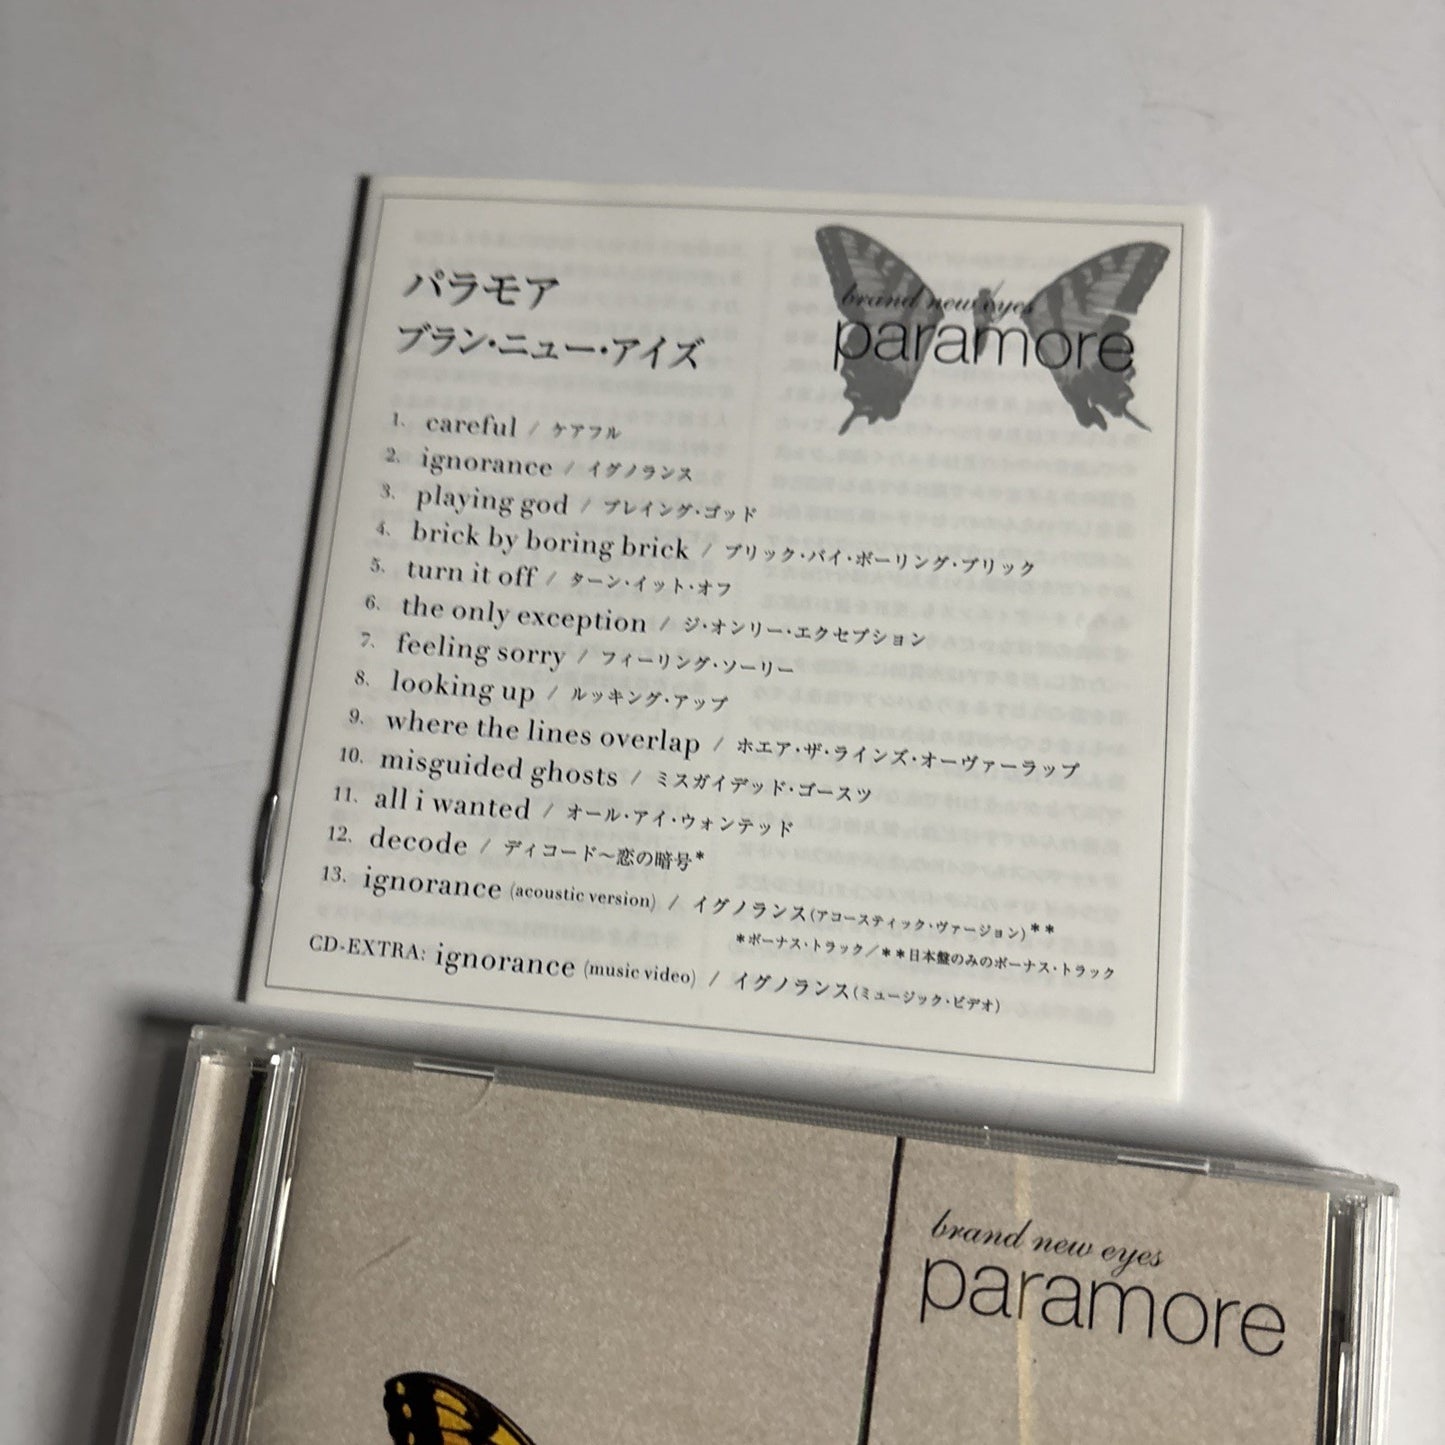 パラモア
ブラン・ニュー・アイズ
brand new eyes
paramore
1. careful / ケアフル
2. ignorance / イグノランス
3. playing god / プレイング・ゴッド
4. brick by boring brick / ブリック・バイ・ボーリング・ブリック
5. turn it off / ターン・イット・オフ
6. the only exception / ジ・オンリー・エクセプション
7. feeling sorry / フィーリング・ソーリー
8. looking up / ルッキング・アップ
9. where the lines overlap / ホエア・ザ・ラインズ・オーヴァーラップ
10. misguided ghosts / ミスガイデッド・ゴースツ
11. all i wanted / オール・アイ・ウォンテッド
12. decode / ディコード〜恋の暗号*
13. ignorance (acoustic version) / イグノランス(アコースティック・ヴァージョン)**
*ボーナス・トラック／**日本盤のみのボーナス・トラック
CD-EXTRA: ignorance (music video) / イグノランス(ミュージック・ビデオ)
brand new eyes
paramore